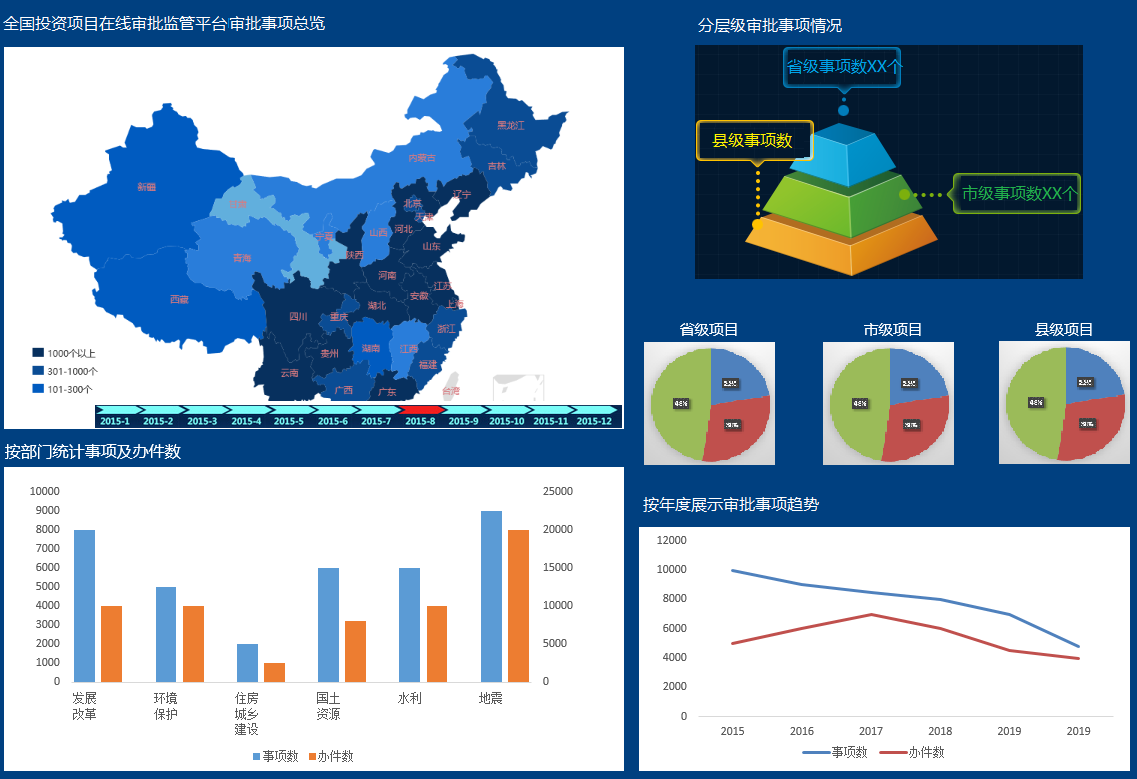 全国投资项目在线审批监管平台审批事项总览
黑龙江
吉林
内蒙古
辽宁
新疆
甘肃
北京
天津
河北
宁夏
山西
山东
陕西
青海
河南
江苏
西藏
安徽
上海
四川
重庆
湖北
浙江
贵州
湖南
江西
云南
福建
广西
广东
台湾
1000个以上
301-1000个
101-300个
2015-1 2015-2 2015-3 2015-4 2015-5 2015-6 2015-7 2015-8 2015-9 2015-10 2015-11 2015-12
分层级审批事项情况
省级事项数XX个
县级事项数
市级事项数XX个
省级项目 市级项目 县级项目
48% 48% 48%
按部门统计事项及办件数
10000
9000
8000
7000
6000
5000
4000
3000
2000
1000
0
25000
20000
15000
10000
5000
0
发展
改革
环境
保护
住房
城乡
建设
国土
资源
水利
地震
事项数 办件数
按年度展示审批事项趋势
12000
10000
8000
6000
4000
2000
0
2015 2016 2017 2018 2019 2019
事项数 办件数